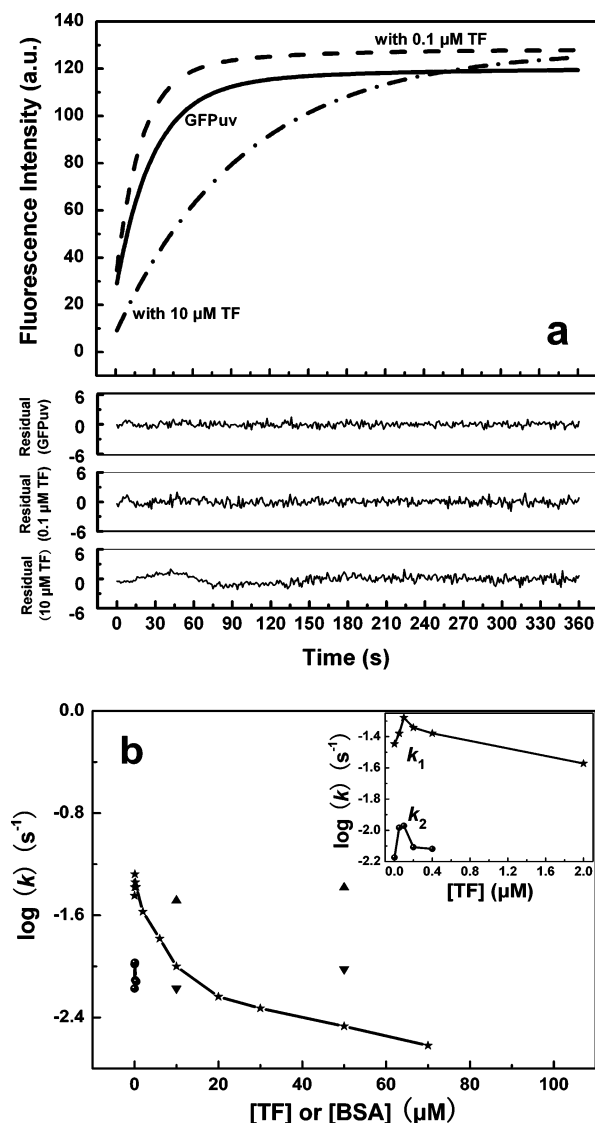 140
120
100
80
60
40
20
0
Fluorescence Intensity (a.u.)
with 0.1 μM TF
GFPuv
with 10 μM TF
a
6
0
-6
Residual
(GFPuv)
6
0
-6
Residual
(0.1 μM TF)
6
0
-6
Residual
(10 μM TF)
0 30 60 90 120 150 180 210 240 270 300 330 360
Time (s)
b
0.0
-0.8
-1.6
-2.4
log (k) (s⁻¹)
0 20 40 60 80 100
[TF] or [BSA] (μM)
-1.4
-1.6
-1.8
-2.0
-2.2
log (k) (s⁻¹)
k₁
k₂
0.0 0.4 0.8 1.2 1.6 2.0
[TF] (μM)